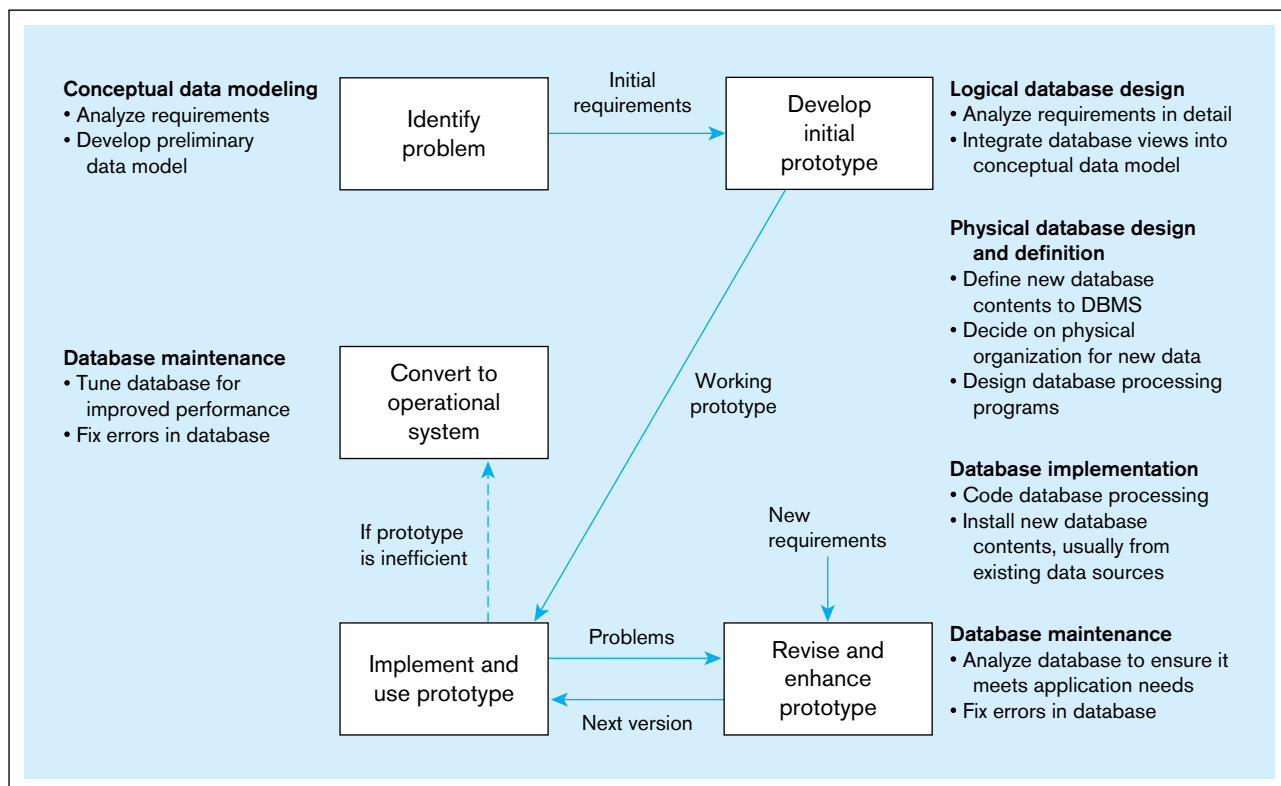 Conceptual data modeling
• Analyze requirements
• Develop preliminary
data model
Identify
problem
Initial
requirements
Develop
initial
prototype
Logical database design
• Analyze requirements in detail
• Integrate database views into
conceptual data model
Physical database design
and definition
• Define new database
contents to DBMS
• Decide on physical
organization for new data
• Design database processing
programs
Database maintenance
• Tune database for
improved performance
• Fix errors in database
Convert to
operational
system
Working
prototype
Database implementation
• Code database processing
• Install new database
contents, usually from
existing data sources
If prototype
is inefficient
New
requirements
Implement and
use prototype
Problems
Next version
Revise and
enhance
prototype
Database maintenance
• Analyze database to ensure it
meets application needs
• Fix errors in database